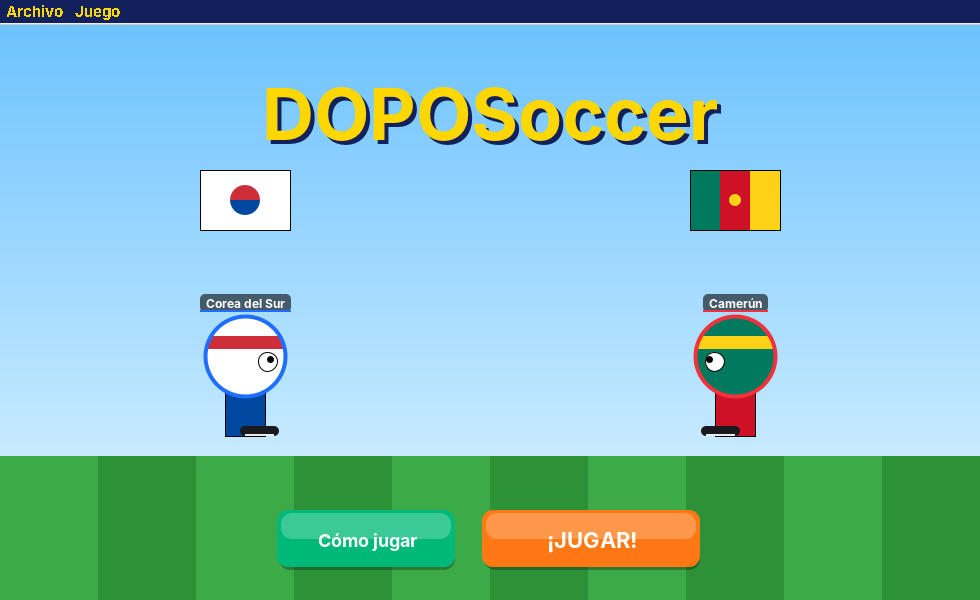 Archivo Juego
DOPOSoccer
Corea del Sur
Camerún
Cómo jugar
¡JUGAR!